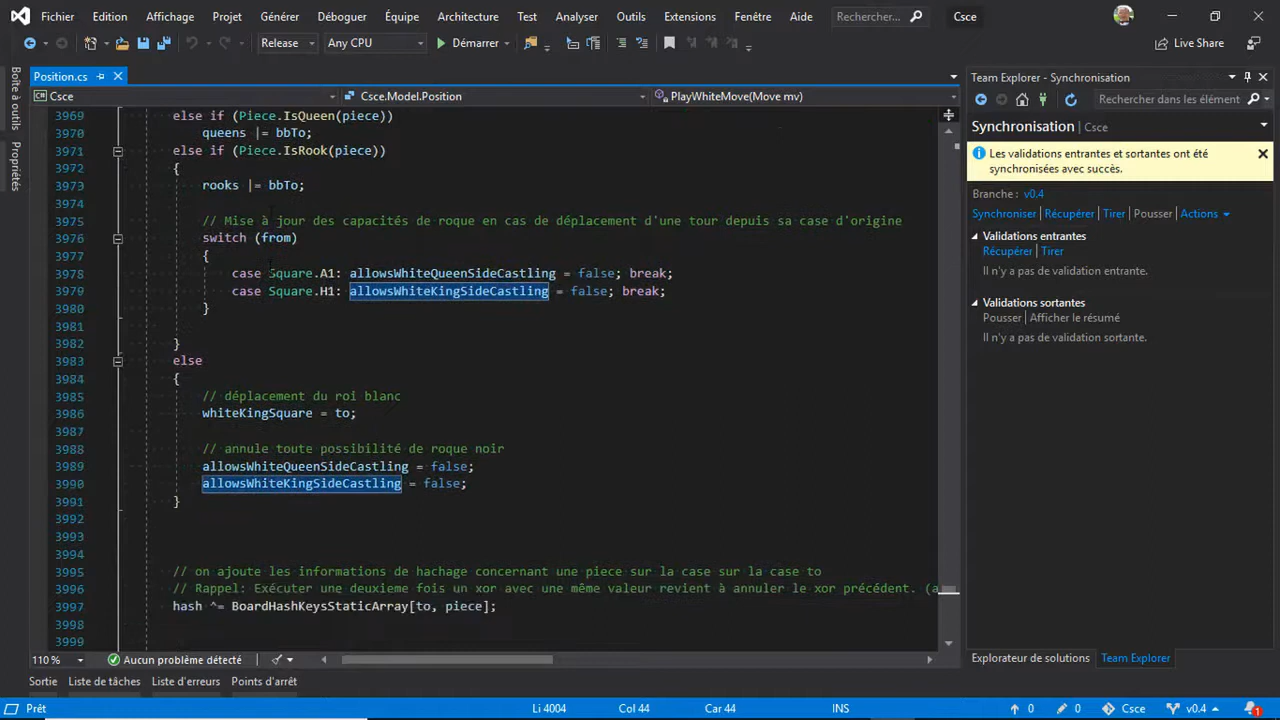 Fichier Edition Affichage Projet Générer Déboguer Équipe Architecture Test Analyser Outils Extensions Fenêtre Aide Rechercher... Csce
Release Any CPU Démarrer Live Share
Position.cs
Csce Csce.Model.Position PlayWhiteMove(Move mv)
Boîte à outils
Propriétés
3969 else if (Piece.IsQueen(piece))
3970 queens |= bbTo;
3971 else if (Piece.IsRook(piece))
3972 {
3973 rooks |= bbTo;
3974
3975 // Mise à jour des capacités de roque en cas de déplacement d'une tour depuis sa case d'origine
3976 switch (from)
3977 {
3978 case Square.A1: allowsWhiteQueenSideCastling = false; break;
3979 case Square.H1: allowsWhiteKingSideCastling = false; break;
3980 }
3981
3982 }
3983 else
3984 {
3985 // déplacement du roi blanc
3986 whiteKingSquare = to;
3987
3988 // annule toute possibilité de roque noir
3989 allowsWhiteQueenSideCastling = false;
3990 allowsWhiteKingSideCastling = false;
3991 }
3992
3993
3994
3995 // on ajoute les informations de hachage concernant une piece sur la case sur la case to
3996 // Rappel: Exécuter une deuxieme fois un xor avec une même valeur revient à annuler le xor précédent. (a
3997 hash ^= BoardHashKeysStaticArray[to, piece];
3998
3999
110 % Aucun problème détecté
Team Explorer - Synchronisation
Rechercher dans les élément
Synchronisation | Csce
Les validations entrantes et sortantes ont été
synchronisées avec succès.
Branche : v0.4
Synchroniser | Récupérer | Tirer | Pousser | Actions
Validations entrantes
Récupérer | Tirer
Il n'y a pas de validation entrante.
Validations sortantes
Pousser | Afficher le résumé
Il n'y a pas de validation sortante.
Explorateur de solutions Team Explorer
Sortie Liste de tâches Liste d'erreurs Points d'arrêt
Prêt Li 4004 Col 44 Car 44 INS 0 0 Csce v0.4 1